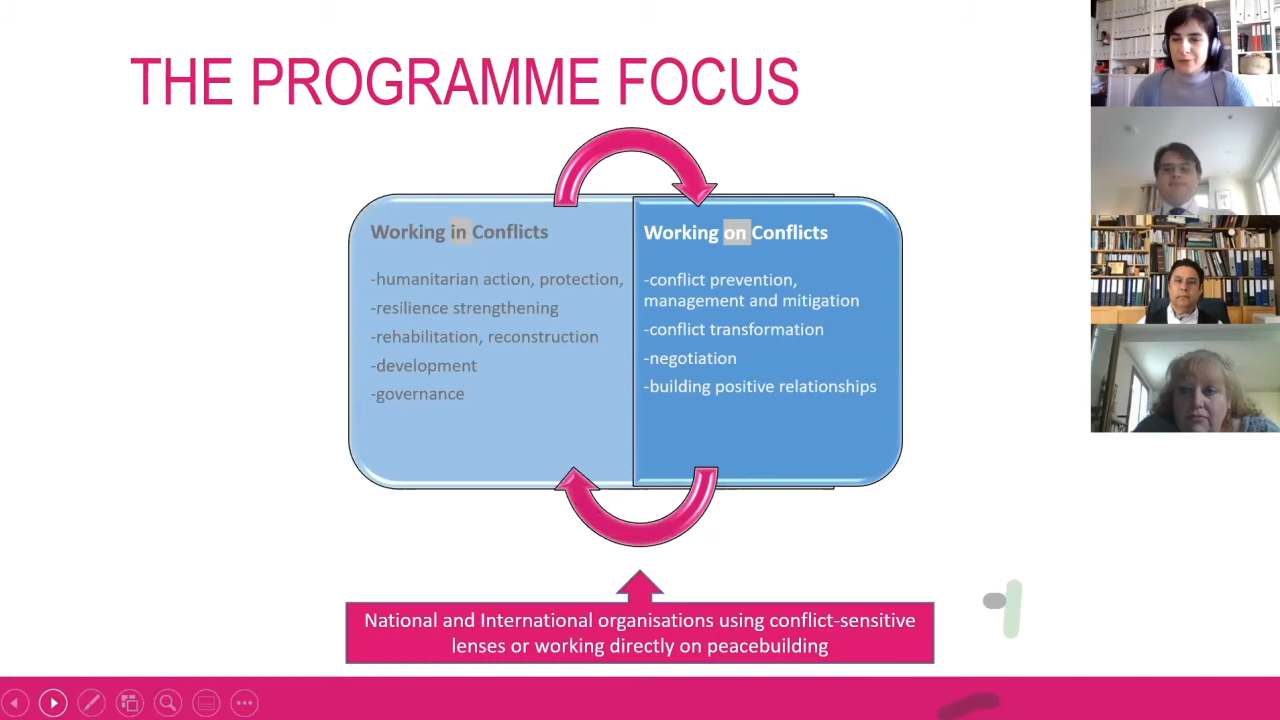 THE PROGRAMME FOCUS
Working in Conflicts
-humanitarian action, protection,
-resilience strengthening
-rehabilitation, reconstruction
-development
-governance
Working on Conflicts
-conflict prevention,
management and mitigation
-conflict transformation
-negotiation
-building positive relationships
National and International organisations using conflict-sensitive
lenses or working directly on peacebuilding